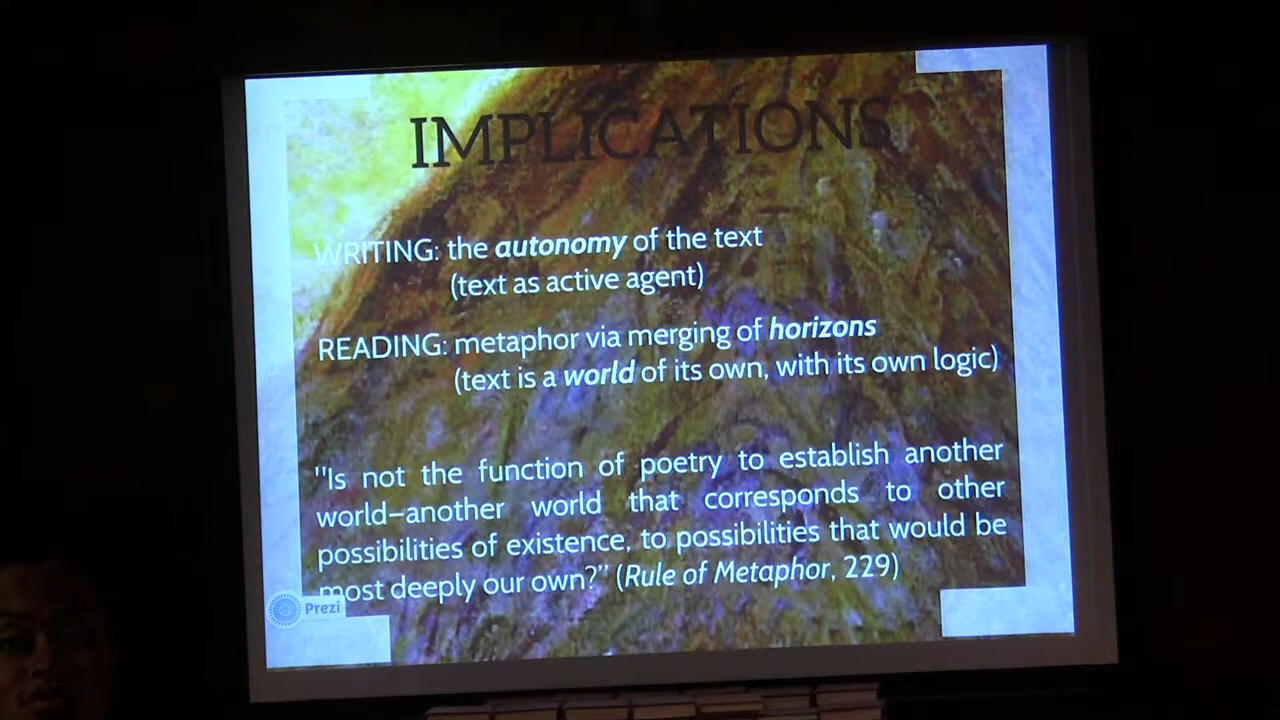 IMPLICATIONS
WRITING: the autonomy of the text
(text as active agent)
READING: metaphor via merging of horizons
(text is a world of its own, with its own logic)
"Is not the function of poetry to establish another
world–another world that corresponds to other
possibilities of existence, to possibilities that would be
most deeply our own?” (Rule of Metaphor, 229)
Prezi